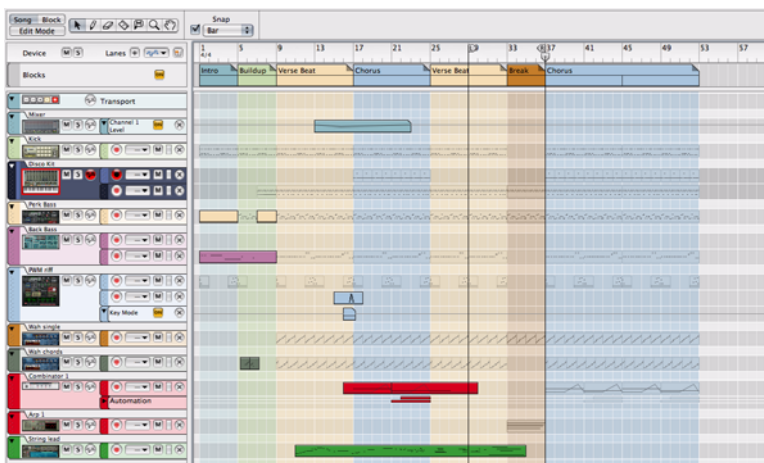 Song Block
Edit Mode
Snap
Bar
Device M S Lanes
1 5 9 13 17 21 25 29 33 37 41 45 49 53 57
4/4
Blocks
Intro Buildup Verse Beat Chorus Verse Beat Break Chorus
Transport
Mixer
M S Channel 1
Level
Kick
M S M
Disco Kit
M S M
M
Perk Bass
M S M
Back Bass
M S M
M
PWM riff
M S M
M
Key Mode
Wah single
M S M
Wah chords
M S M
Combinator 1
M S M
Automation
Arp 1
M S M
String lead
M S M